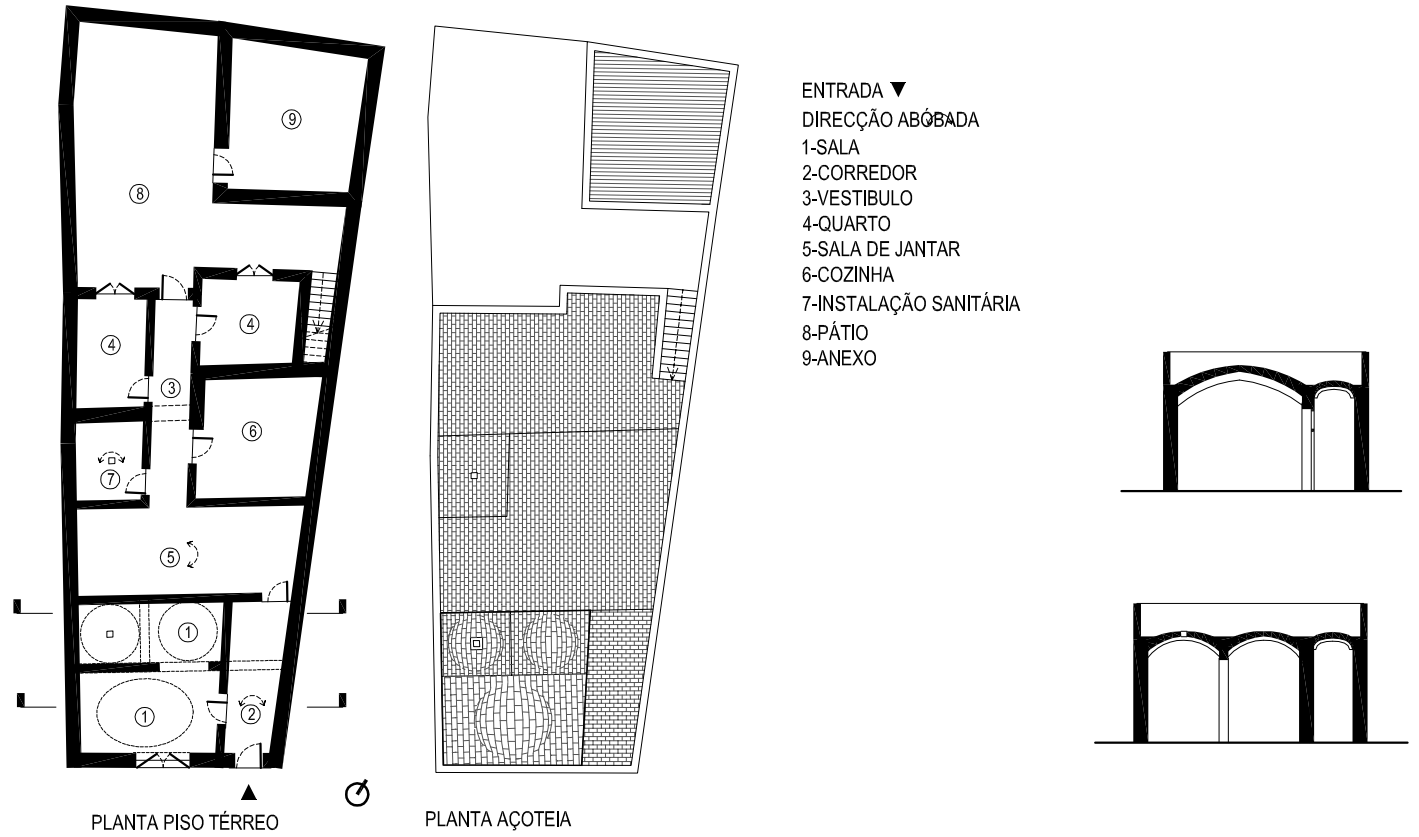 9
8
4
4
3
6
7
5
1
1
2
PLANTA PISO TÉRREO
PLANTA AÇOTEIA
ENTRADA
DIRECÇÃO ABÓBADA
1-SALA
2-CORREDOR
3-VESTIBULO
4-QUARTO
5-SALA DE JANTAR
6-COZINHA
7-INSTALAÇÃO SANITÁRIA
8-PÁTIO
9-ANEXO